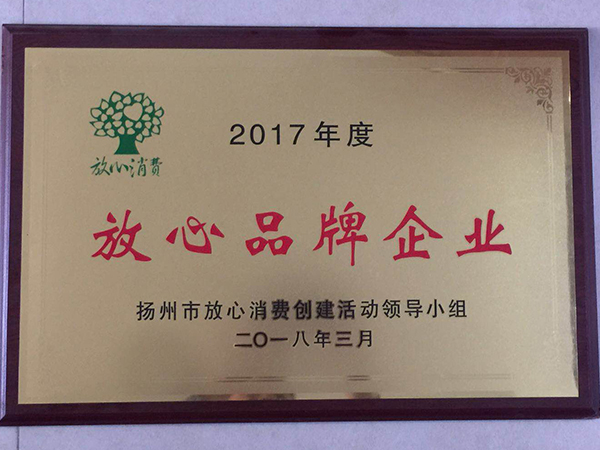 2017年度
放心消费
放心品牌企业
扬州市放心消费创建活动领导小组
二〇一八年三月